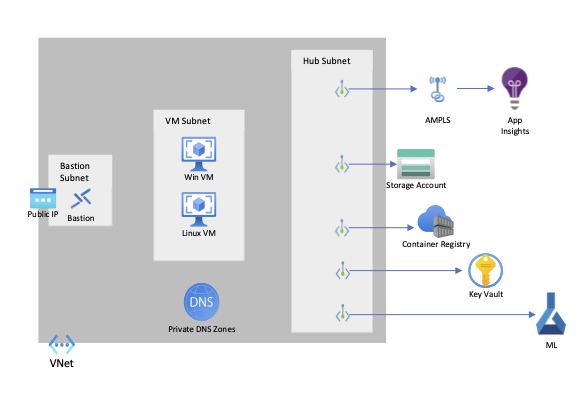 Hub Subnet
AMPLS
App
Insights
VM Subnet
Win VM
Linux VM
Bastion
Subnet
Public IP
Bastion
Storage Account
Container Registry
Key Vault
DNS
Private DNS Zones
ML
VNet